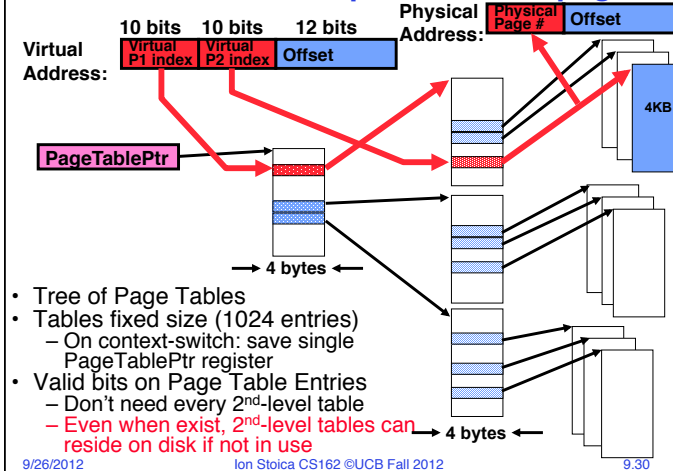 10 bits 10 bits 12 bits
Virtual Address:
Virtual P1 index
Virtual P2 index
Offset
Physical Address:
Physical Page #
Offset
4KB
PageTablePtr
4 bytes
• Tree of Page Tables
• Tables fixed size (1024 entries)
– On context-switch: save single
PageTablePtr register
• Valid bits on Page Table Entries
– Don't need every 2nd-level table
– Even when exist, 2nd-level tables can
reside on disk if not in use
4 bytes
9/26/2012 Ion Stoica CS162 ©UCB Fall 2012 9.30